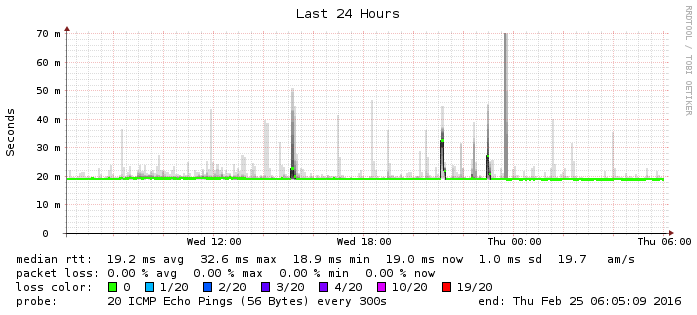 Last 24 Hours
RRDTOOL / TOBI OETIKER
Seconds
70 m
60 m
50 m
40 m
30 m
20 m
10 m
0
Wed 12:00 Wed 18:00 Thu 00:00 Thu 06:00
median rtt: 19.2 ms avg 32.6 ms max 18.9 ms min 19.0 ms now 1.0 ms sd 19.7 am/s
packet loss: 0.00 % avg 0.00 % max 0.00 % min 0.00 % now
loss color: 0 1/20 2/20 3/20 4/20 10/20 19/20
probe: 20 ICMP Echo Pings (56 Bytes) every 300s end: Thu Feb 25 06:05:09 2016